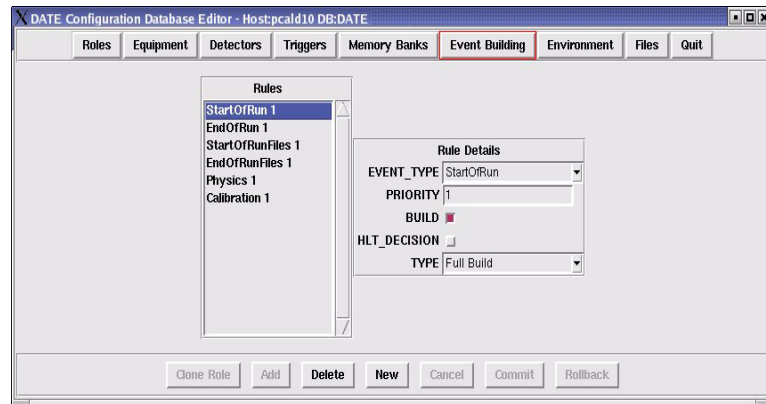 X DATE Configuration Database Editor - Host:pcald10 DB:DATE
Roles Equipment Detectors Triggers Memory Banks Event Building Environment Files Quit
Rules
StartOfRun 1
EndOfRun 1
StartOfRunFiles 1
EndOfRunFiles 1
Physics 1
Calibration 1
Rule Details
EVENT_TYPE StartOfRun
PRIORITY 1
BUILD
HLT_DECISION
TYPE Full Build
Clone Role Add Delete New Cancel Commit Rollback